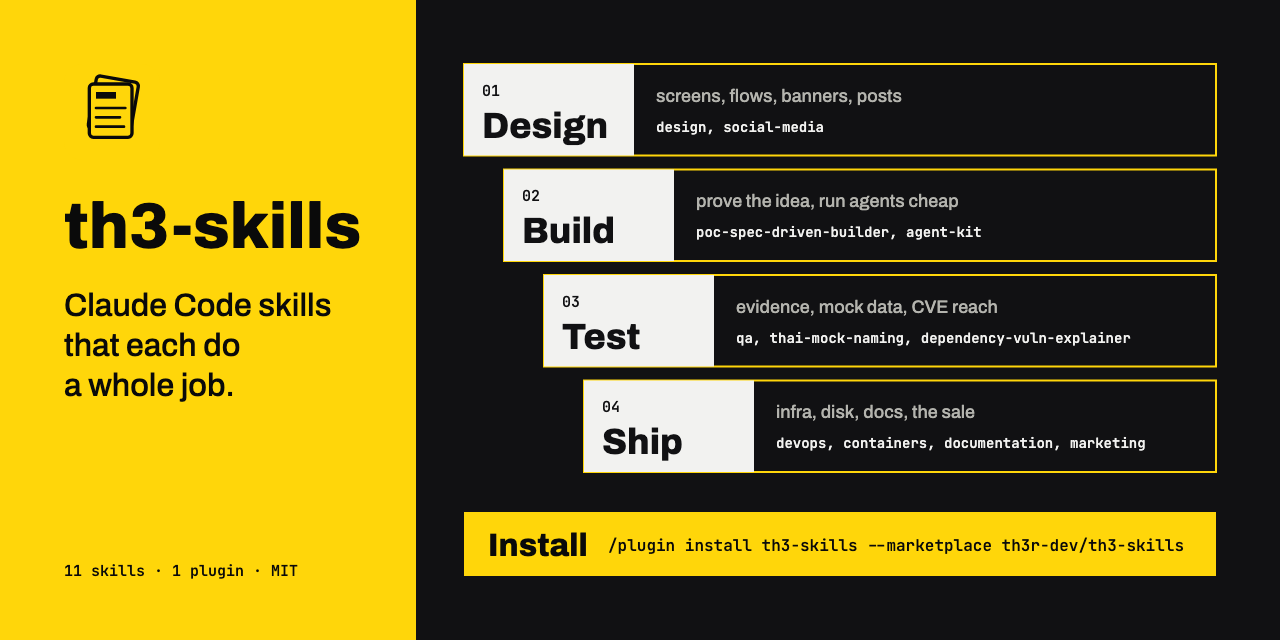 th3-skills
Claude Code skills
that each do
a whole job.
11 skills · 1 plugin · MIT
01
Design
screens, flows, banners, posts
design, social-media
02
Build
prove the idea, run agents cheap
poc-spec-driven-builder, agent-kit
03
Test
evidence, mock data, CVE reach
qa, thai-mock-naming, dependency-vuln-explainer
04
Ship
infra, disk, docs, the sale
devops, containers, documentation, marketing
Install /plugin install th3-skills --marketplace th3r-dev/th3-skills